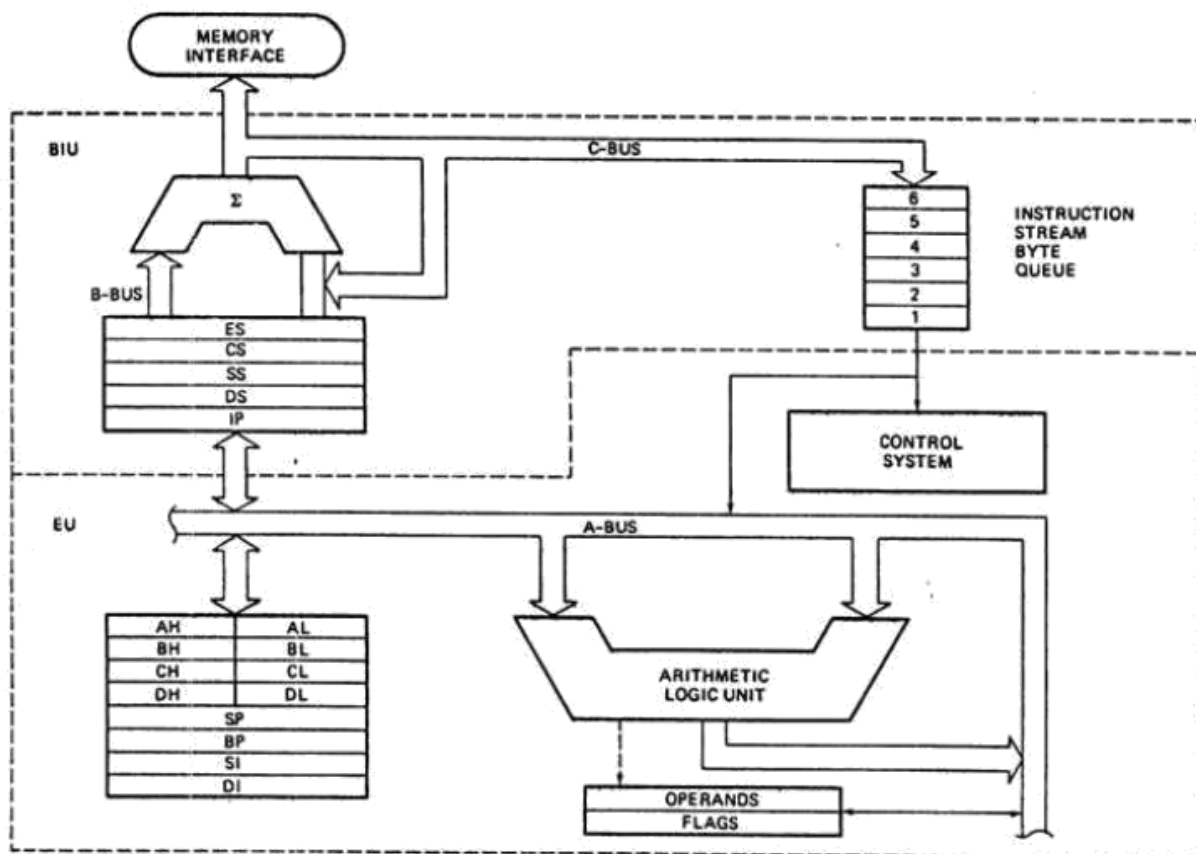 MEMORY
INTERFACE
BIU
C-BUS
Σ
B-BUS
6
5
4
3
2
1
INSTRUCTION
STREAM
BYTE
QUEUE
ES
CS
SS
DS
IP
CONTROL
SYSTEM
EU
A-BUS
AH AL
BH BL
CH CL
DH DL
SP
BP
SI
DI
ARITHMETIC
LOGIC UNIT
OPERANDS
FLAGS